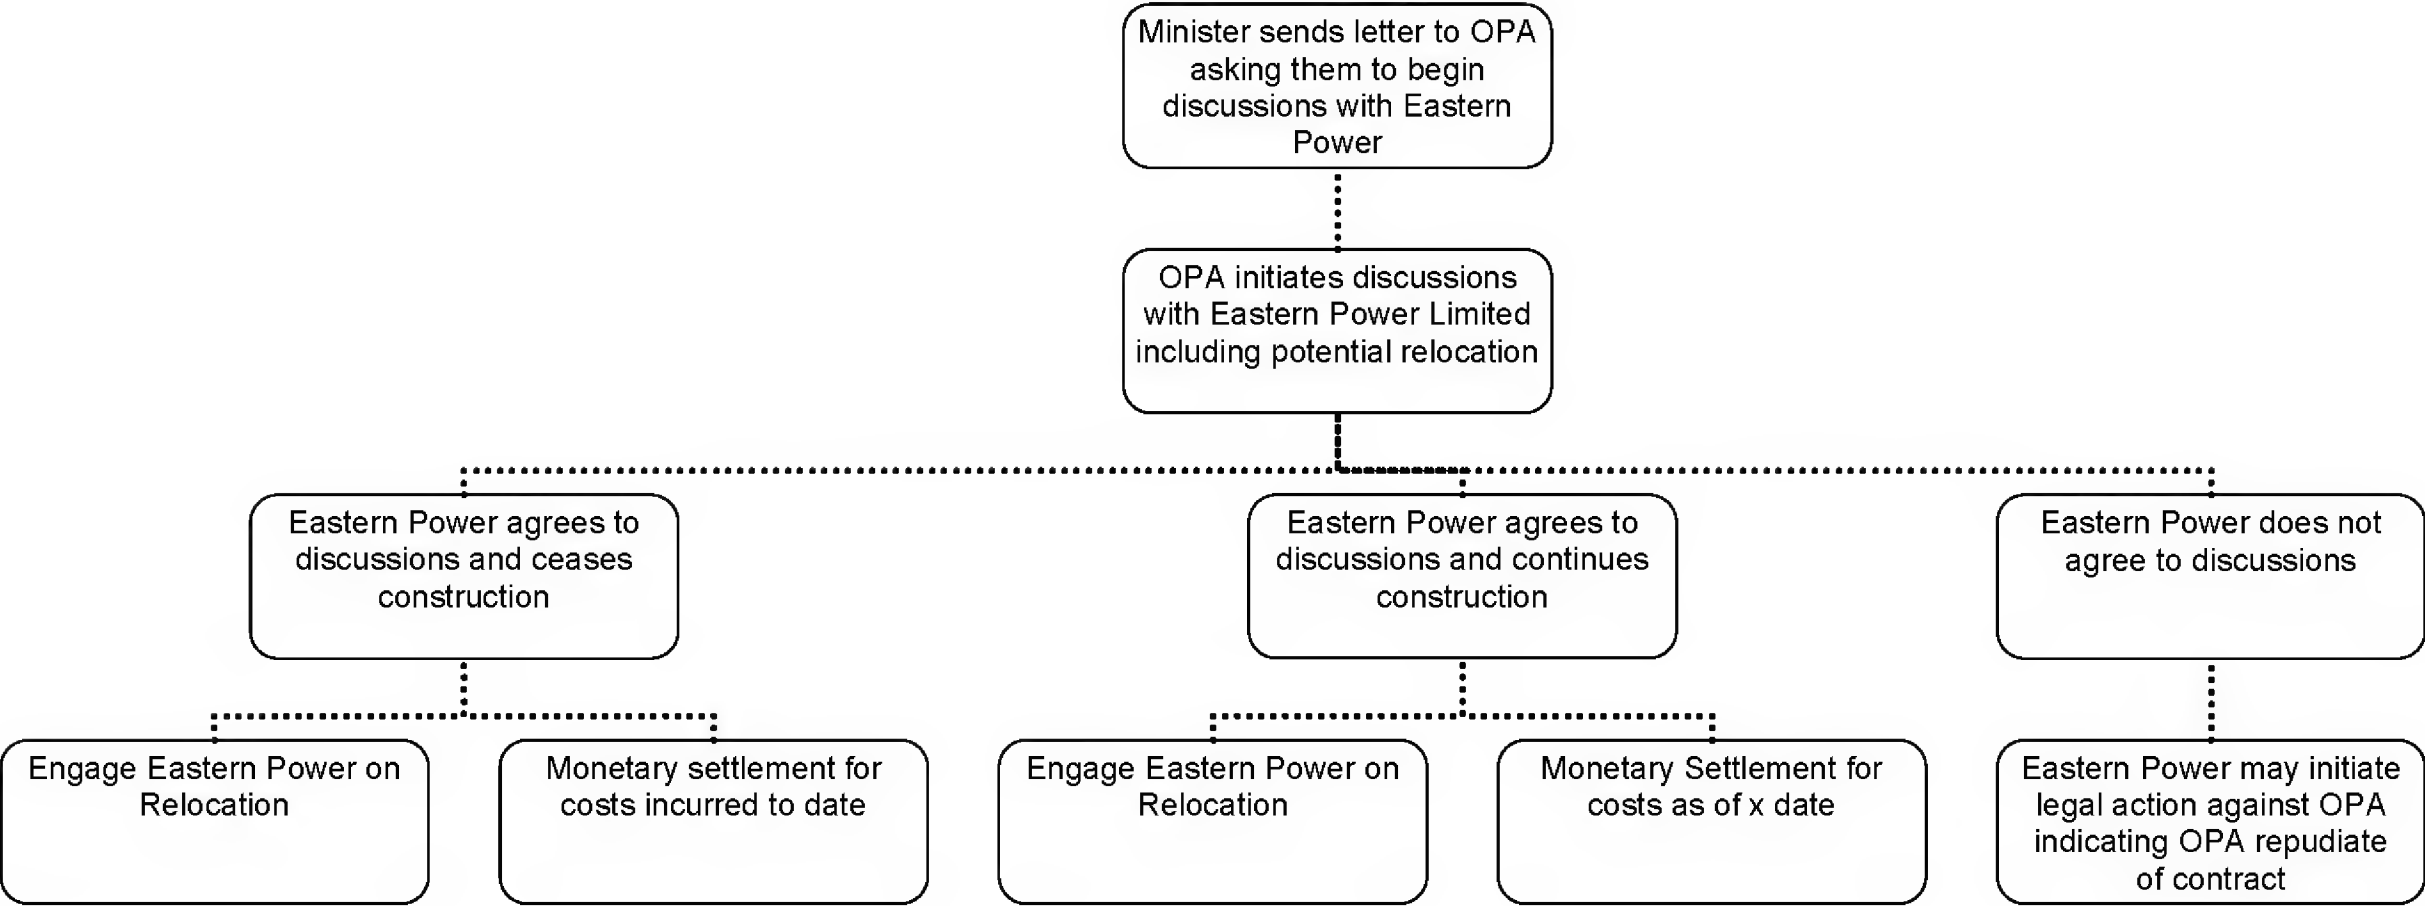 Minister sends letter to OPA
asking them to begin
discussions with Eastern
Power
OPA initiates discussions
with Eastern Power Limited
including potential relocation
Eastern Power agrees to
discussions and ceases
construction
Eastern Power agrees to
discussions and continues
construction
Eastern Power does not
agree to discussions
Engage Eastern Power on
Relocation
Monetary settlement for
costs incurred to date
Engage Eastern Power on
Relocation
Monetary Settlement for
costs as of x date
Eastern Power may initiate
legal action against OPA
indicating OPA repudiate
of contract